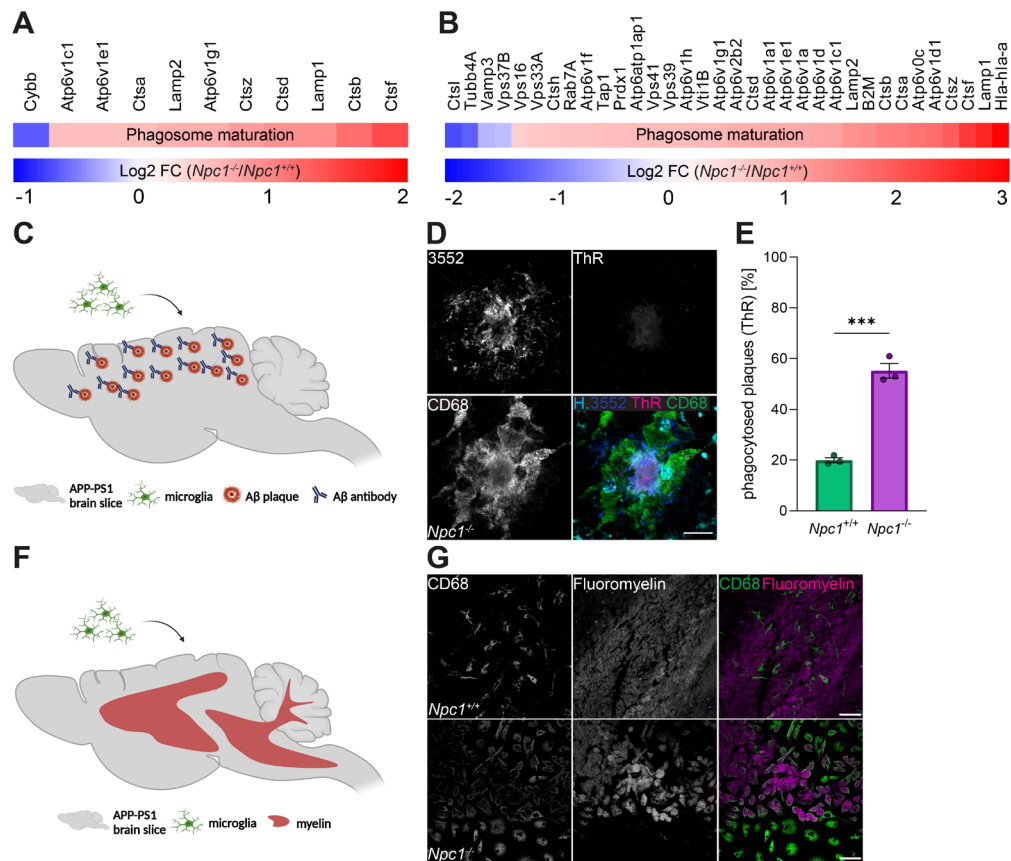 A
Cybb
Atp6v1c1
Atp6v1e1
Ctsa
Lamp2
Atp6v1g1
Ctsz
Ctsd
Lamp1
Ctsb
Ctsf
Phagosome maturation
Log2 FC (Npc1-/-/Npc1+/+)
-1 0 1 2
B
Ctsl
Tubb4A
Vamp3
Vps37B
Vps16
Vps33A
Ctsh
Rab7A
Atp6v1f
Tap1
Prdx1
Atp6atp1ap1
Vps41
Vps39
Atp6v1h
Vti1B
Atp6v1g1
Atp6v2b2
Ctsd
Atp6v1a1
Atp6v1e1
Atp6v1a
Atp6v1d
Atp6v1c1
Lamp2
B2M
Ctsb
Ctsa
Atp6v0c
Atp6v0d1
Ctsz
Ctsf
Lamp1
Hla-hla-a
Phagosome maturation
Log2 FC (Npc1-/-/Npc1+/+)
-2 -1 0 1 2 3
C
APP-PS1
brain slice
microglia
Aβ plaque
Aβ antibody
D
3552
ThR
CD68
H.3552 ThR CD68
Npc1-/-
E
phagocytosed plaques (ThR) [%]
100
80
60
40
20
0
***
Npc1+/+
Npc1-/-
F
APP-PS1
brain slice
microglia
myelin
G
CD68
Fluoromyelin
CD68 Fluoromyelin
Npc1+/+
Npc1-/-